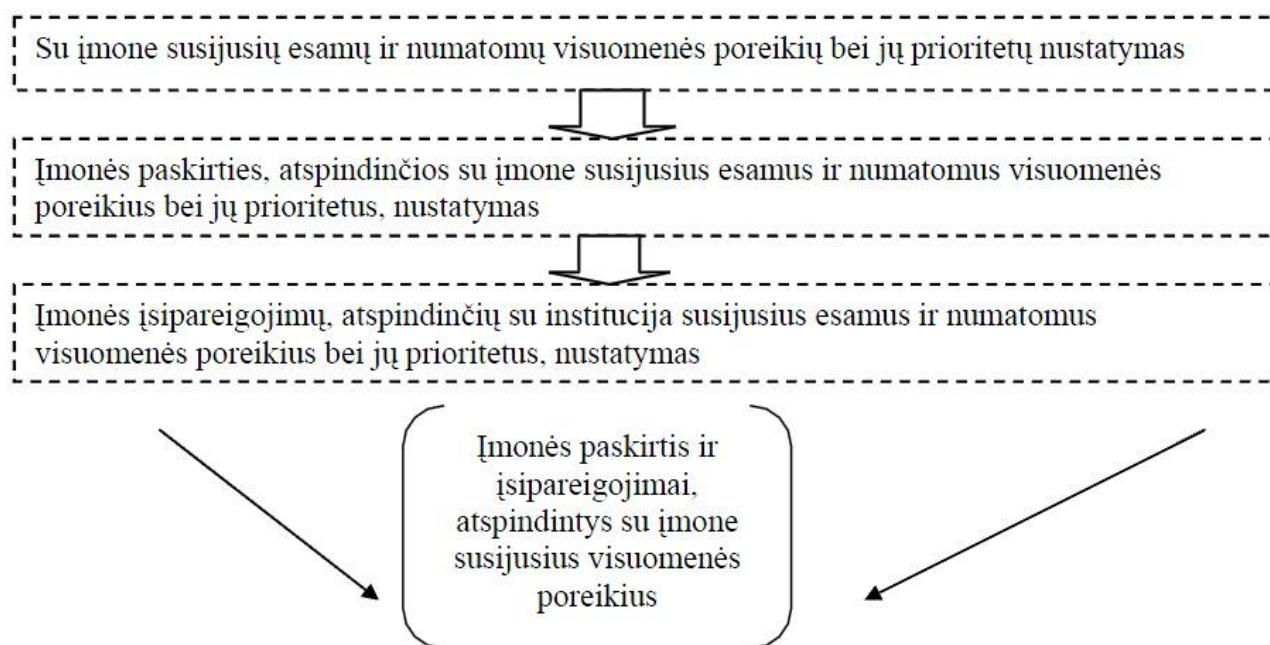 Su įmone susijusių esamų ir numatomų visuomenės poreikių bei jų prioritetų nustatymas
Įmonės paskirties, atspindinčios su įmone susijusius esamus ir numatomus visuomenės
poreikius bei jų prioritetus, nustatymas
Įmonės įsipareigojimų, atspindinčių su institucija susijusius esamus ir numatomus
visuomenės poreikius bei jų prioritetus, nustatymas
Įmonės paskirtis ir
įsipareigojimai,
atspindintys su įmone
susijusius visuomenės
poreikius